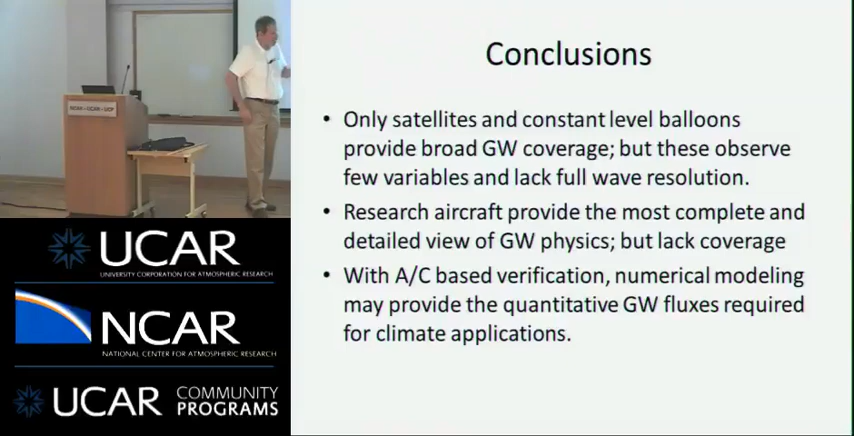 NCAR • UCAR • UCP
UCAR
UNIVERSITY CORPORATION FOR ATMOSPHERIC RESEARCH
NCAR
NATIONAL CENTER FOR ATMOSPHERIC RESEARCH
UCAR COMMUNITY
PROGRAMS
Conclusions
• Only satellites and constant level balloons
provide broad GW coverage; but these observe
few variables and lack full wave resolution.
• Research aircraft provide the most complete and
detailed view of GW physics; but lack coverage
• With A/C based verification, numerical modeling
may provide the quantitative GW fluxes required
for climate applications.